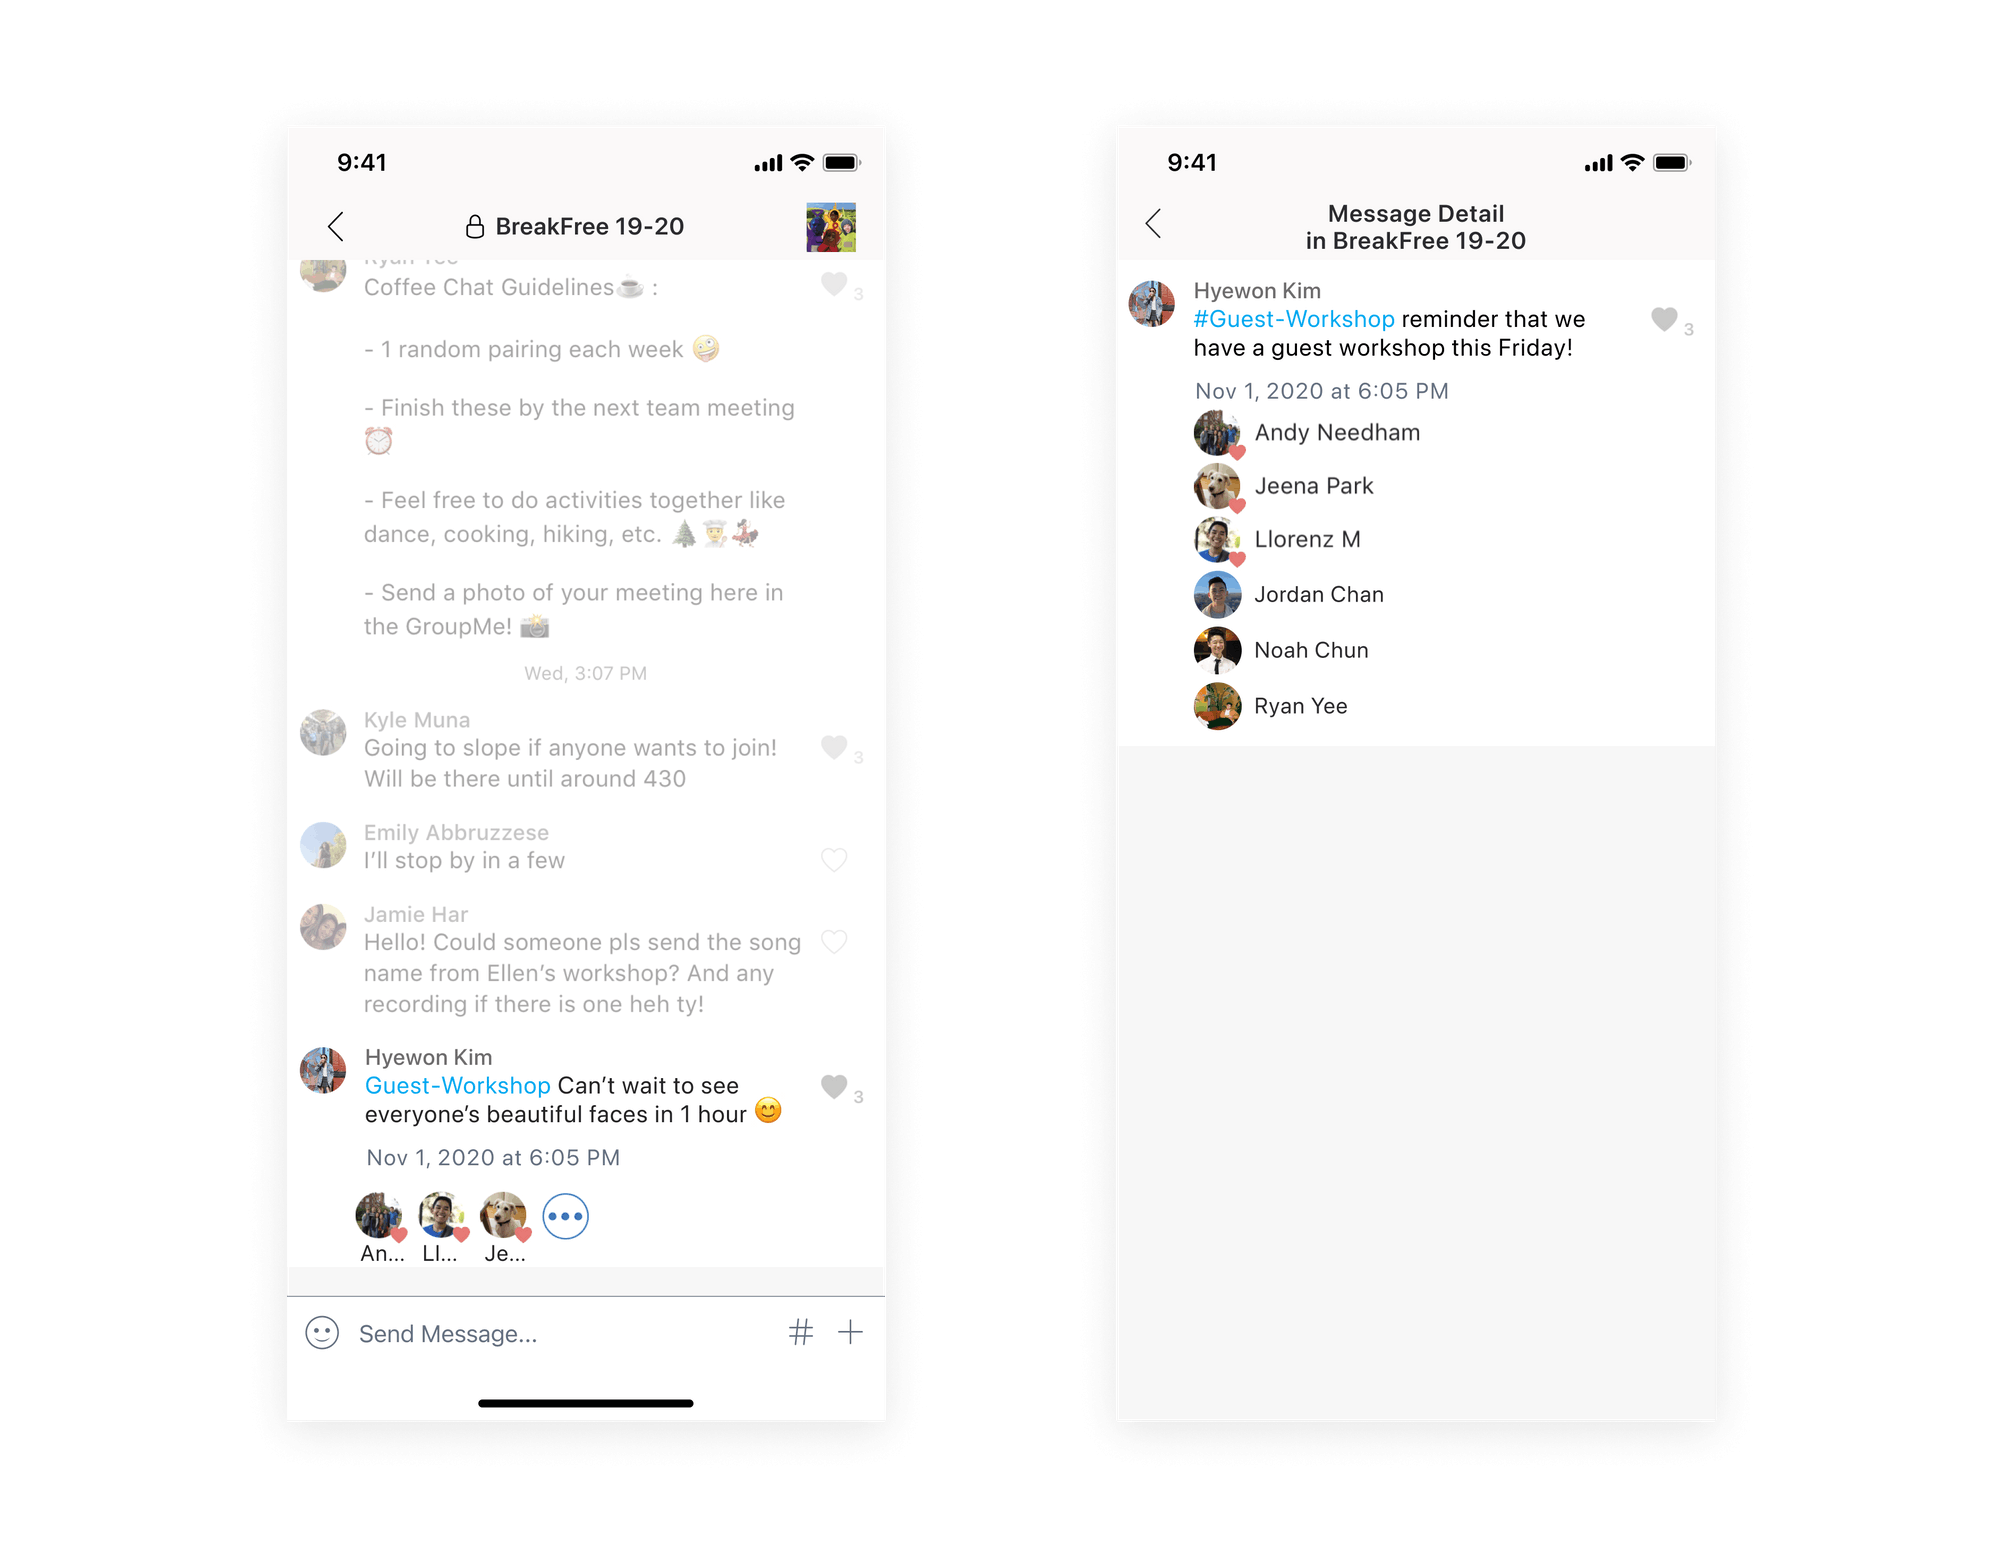 9:41
BreakFree 19-20
Ryan Yee
Coffee Chat Guidelines☕ :
3
- 1 random pairing each week 🤪
- Finish these by the next team meeting
⏰
- Feel free to do activities together like
dance, cooking, hiking, etc. 🌲👨‍🍳💃
- Send a photo of your meeting here in
the GroupMe! 📸
Wed, 3:07 PM
Kyle Muna
Going to slope if anyone wants to join!
3
Will be there until around 430
Emily Abbruzzese
I’ll stop by in a few
Jamie Har
Hello! Could someone pls send the song
name from Ellen’s workshop? And any
recording if there is one heh ty!
Hyewon Kim
Guest-Workshop Can’t wait to see
3
everyone’s beautiful faces in 1 hour 😊
Nov 1, 2020 at 6:05 PM
An... Ll... Je...
Send Message...
9:41
Message Detail
in BreakFree 19-20
Hyewon Kim
#Guest-Workshop reminder that we
3
have a guest workshop this Friday!
Nov 1, 2020 at 6:05 PM
Andy Needham
Jeena Park
Llorenz M
Jordan Chan
Noah Chun
Ryan Yee